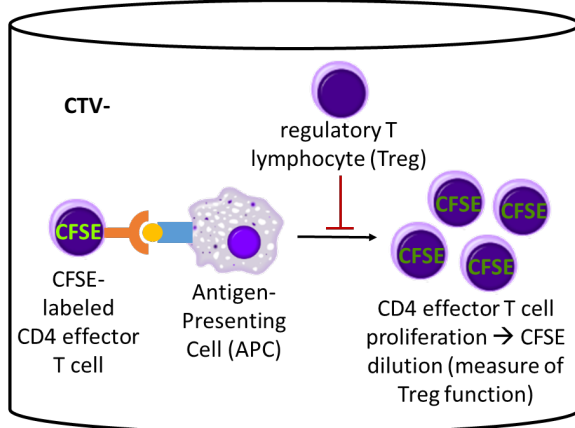 CTV-
regulatory T
lymphocyte (Treg)
CFSE
CFSE-
labeled
CD4 effector
T cell
Antigen-
Presenting
Cell (APC)
CFSE
CFSE
CFSE
CFSE
CD4 effector T cell
proliferation → CFSE
dilution (measure of
Treg function)